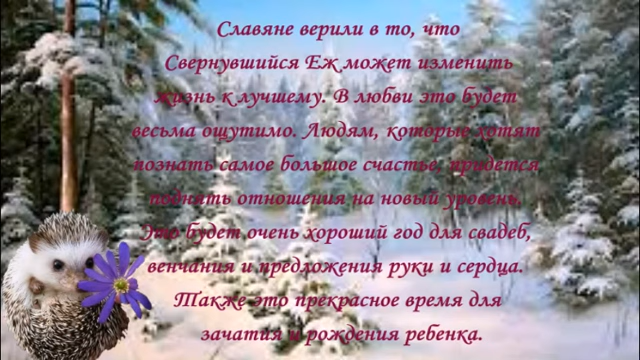 Славяне верили в то, что
Свернувшийся Еж может изменить
жизнь к лучшему. В любви это будет
весьма ощутимо. Людям, которые хотят
познать самое большое счастье, придется
поднять отношения на новый уровень.
Это будет очень хороший год для свадеб,
венчания и предложения руки и сердца.
Также это прекрасное время для
зачатия и рождения ребенка.